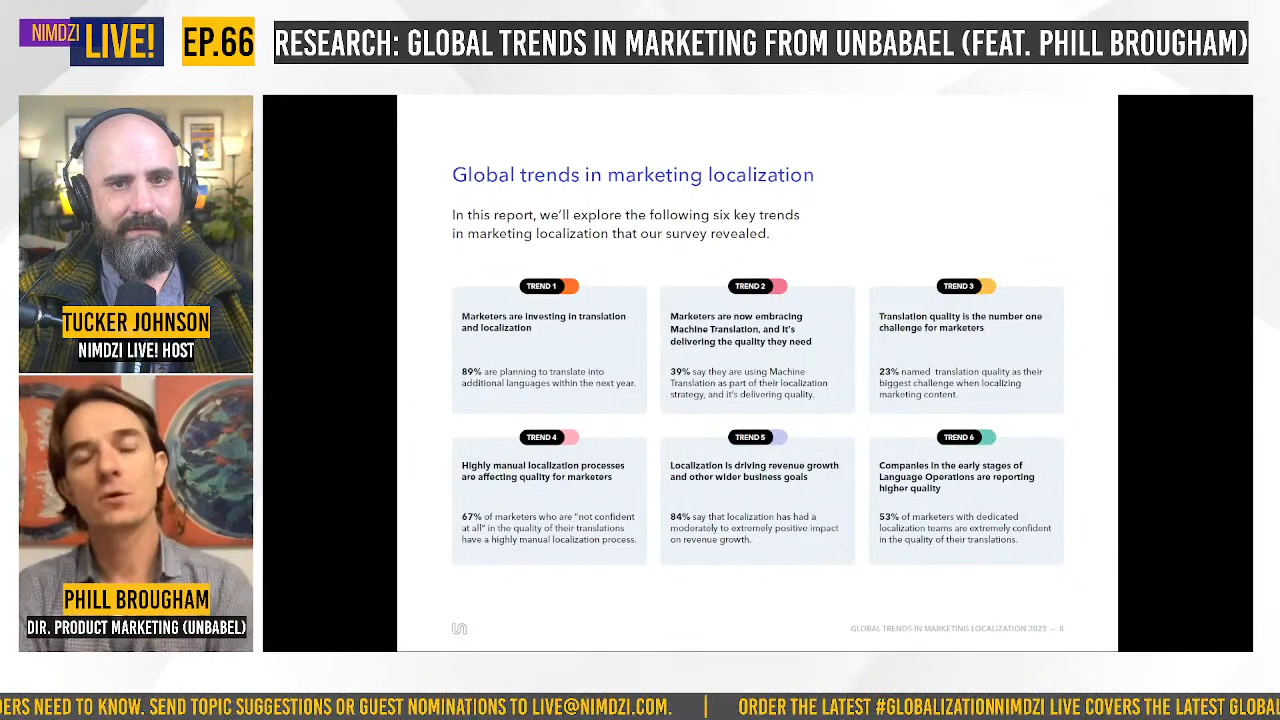 NIMDZI
LIVE!
EP.66
RESEARCH: GLOBAL TRENDS IN MARKETING FROM UNBABAEL (FEAT. PHILL BROUGHAM)
TUCKER JOHNSON
NIMDZI LIVE! HOST
PHILL BROUGHAM
DIR. PRODUCT MARKETING (UNBABEL)
Global trends in marketing localization
In this report, we'll explore the following six key trends
in marketing localization that our survey revealed.
TREND 1
Marketers are investing in translation
and localization
89% are planning to translate into
additional languages within the next year.
TREND 2
Marketers are now embracing
Machine Translation, and it's
delivering the quality they need
39% say they are using Machine
Translation as part of their localization
strategy, and it's delivering quality.
TREND 3
Translation quality is the number one
challenge for marketers
23% named translation quality as their
biggest challenge when localizing
marketing content.
TREND 4
Highly manual localization processes
are affecting quality for marketers
67% of marketers who are "not confident
at all" in the quality of their translations
have a highly manual localization process.
TREND 5
Localization is driving revenue growth
and other wider business goals
84% say that localization has had a
moderately to extremely positive impact
on revenue growth.
TREND 6
Companies in the early stages of
Language Operations are reporting
higher quality
53% of marketers with dedicated
localization teams are extremely confident
in the quality of their translations.
GLOBAL TRENDS IN MARKETING LOCALIZATION 2023 – 8
DERS NEED TO KNOW. SEND TOPIC SUGGESTIONS OR GUEST NOMINATIONS TO LIVE@NIMDZI.COM. | ORDER THE LATEST #GLOBALIZATIONNIMDZI LIVE COVERS THE LATEST GLOBAL